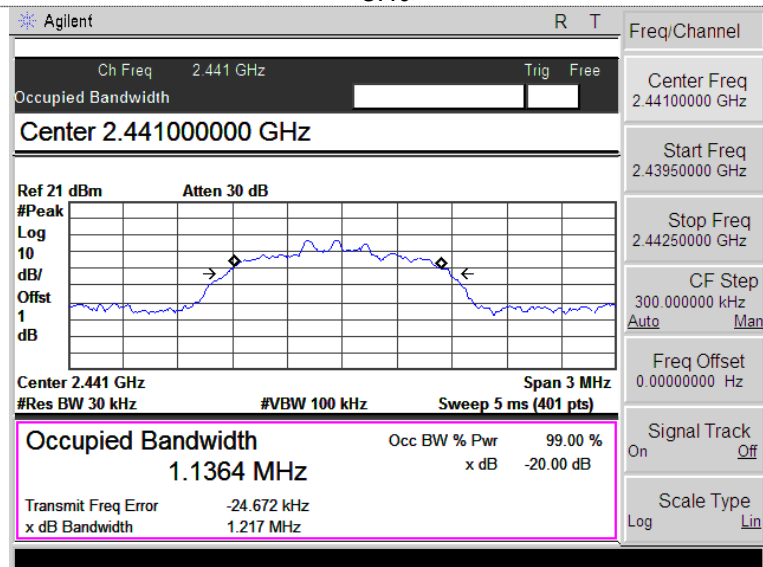 Agilent R T
Freq/Channel
Ch Freq 2.441 GHz Trig Free
Occupied Bandwidth
Center 2.441000000 GHz
Center Freq
2.44100000 GHz
Start Freq
2.43950000 GHz
Stop Freq
2.44250000 GHz
CF Step
300.000000 kHz
Auto Man
Freq Offset
0.00000000 Hz
Signal Track
On Off
Scale Type
Log Lin
Ref 21 dBm Atten 30 dB
#Peak
Log
10
dB/
Offst
1
dB
Center 2.441 GHz Span 3 MHz
#Res BW 30 kHz #VBW 100 kHz Sweep 5 ms (401 pts)
Occupied Bandwidth Occ BW % Pwr 99.00 %
1.1364 MHz x dB -20.00 dB
Transmit Freq Error -24.672 kHz
x dB Bandwidth 1.217 MHz